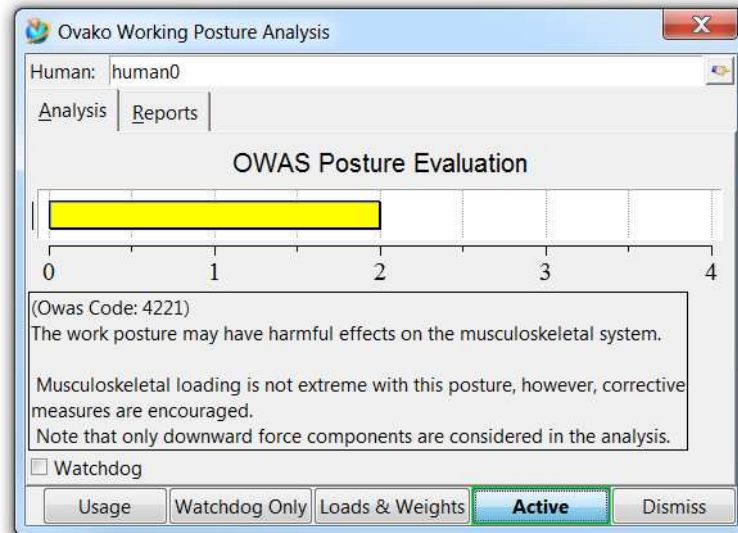 Ovako Working Posture Analysis
X
Human: human0
Analysis Reports
OWAS Posture Evaluation
0 1 2 3 4
(Owas Code: 4221)
The work posture may have harmful effects on the musculoskeletal system.
Musculoskeletal loading is not extreme with this posture, however, corrective
measures are encouraged.
Note that only downward force components are considered in the analysis.
Watchdog
Usage Watchdog Only Loads & Weights Active Dismiss